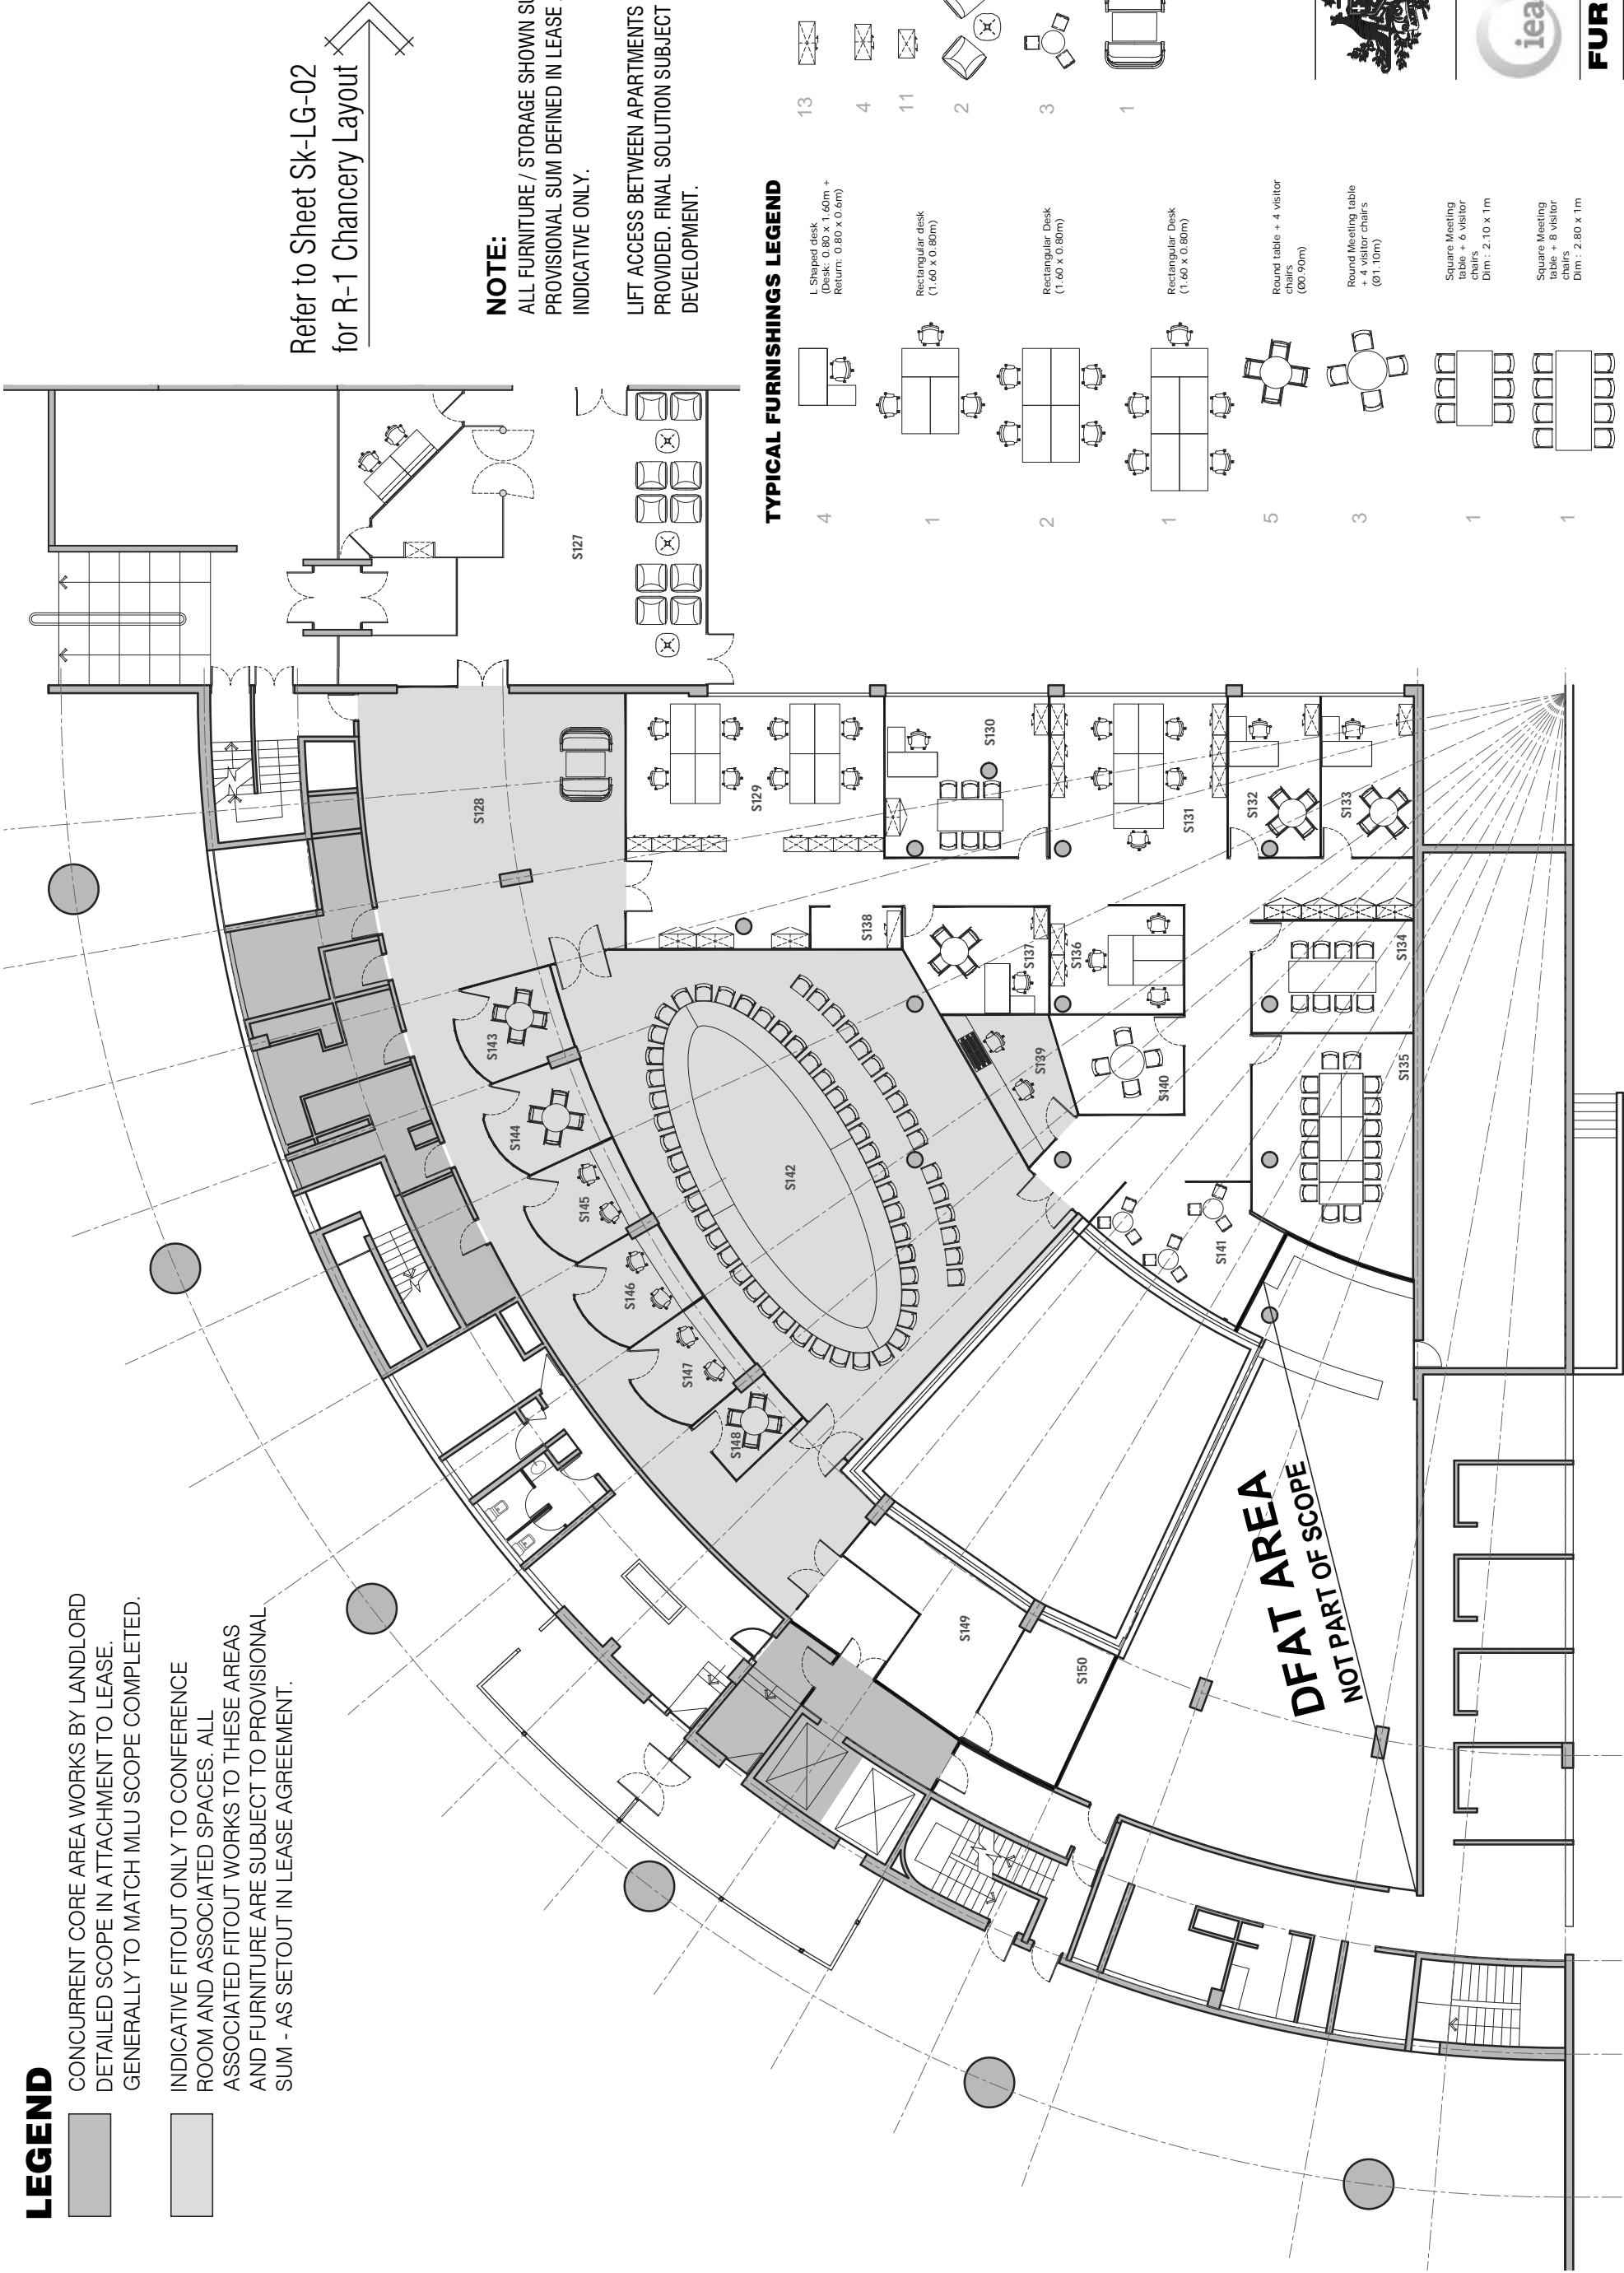 LEGEND
CONCURRENT CORE AREA WORKS BY LANDLORD
DETAILED SCOPE IN ATTACHMENT TO LEASE.
GENERALLY TO MATCH MLU SCOPE COMPLETED.
INDICATIVE FITOUT ONLY TO CONFERENCE
ROOM AND ASSOCIATED SPACES. ALL
ASSOCIATED FITOUT WORKS TO THESE AREAS
AND FURNITURE ARE SUBJECT TO PROVISIONAL
SUM - AS SETOUT IN LEASE AGREEMENT.
Refer to Sheet Sk-LG-02
for R-1 Chancery Layout
NOTE:
ALL FURNITURE / STORAGE SHOWN SU
PROVISIONAL SUM DEFINED IN LEASE
INDICATIVE ONLY.
LIFT ACCESS BETWEEN APARTMENTS
PROVIDED. FINAL SOLUTION SUBJECT
DEVELOPMENT.
TYPICAL FURNISHINGS LEGEND
4
L Shaped desk
(Desk: 0.80 x 1.60m +
Return: 0.80 x 0.6m)
1
Rectangular desk
(1.60 x 0.80m)
2
Rectangular Desk
(1.60 x 0.80m)
1
Rectangular Desk
(1.60 x 0.80m)
5
Round table + 4 visitor
chairs
(Ø0.90m)
3
Round Meeting table
+ 4 visitor chairs
(Ø1.10m)
1
Square Meeting
table + 6 visitor
chairs
Dim : 2.10 x 1m
1
Square Meeting
table + 8 visitor
chairs
Dim : 2.80 x 1m
13
4
11
2
3
1
iea
FUR
S127
S128
S129
S130
S131
S132
S133
S134
S135
S136
S137
S138
S139
S140
S141
S142
S143
S144
S145
S146
S147
S148
S149
S150
DFAT AREA
NOT PART OF SCOPE